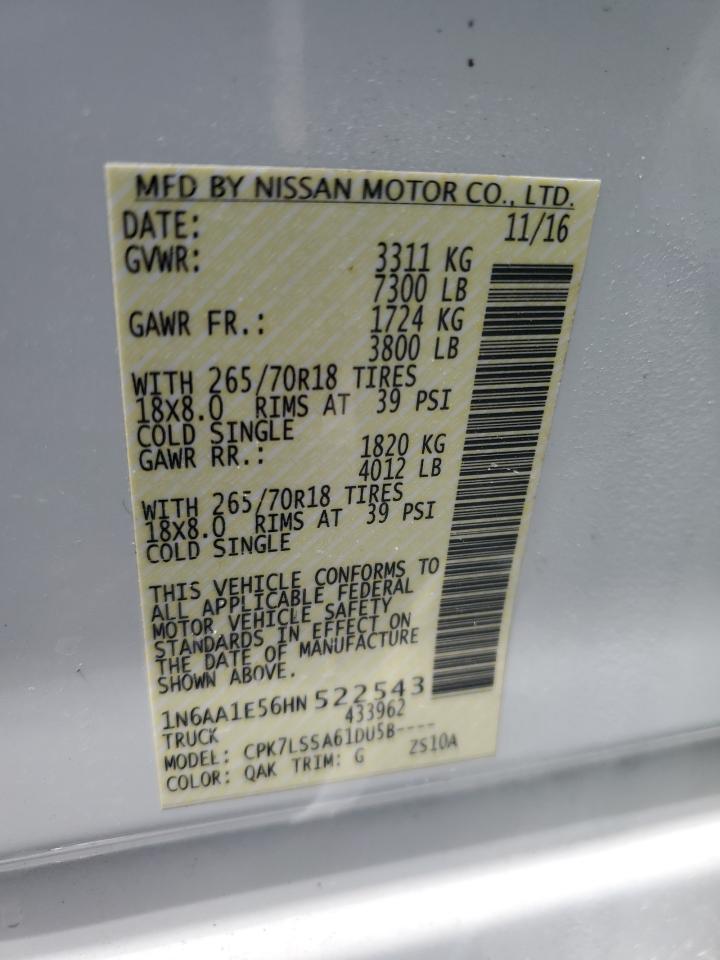 MFD BY NISSAN MOTOR CO., LTD.
DATE: 11/16
GVWR: 3311 KG
7300 LB
GAWR FR.: 1724 KG
3800 LB
WITH 265/70R18 TIRES
18X8.0 RIMS AT 39 PSI
COLD SINGLE
GAWR RR.: 1820 KG
4012 LB
WITH 265/70R18 TIRES
18X8.0 RIMS AT 39 PSI
COLD SINGLE
THIS VEHICLE CONFORMS TO
ALL APPLICABLE FEDERAL
MOTOR VEHICLE SAFETY
STANDARDS IN EFFECT ON
THE DATE OF MANUFACTURE
SHOWN ABOVE.
1N6AA1E56HN522543
TRUCK 433962
MODEL: CPK7LSSA61DU5B----
COLOR: QAK TRIM: G ZS10A